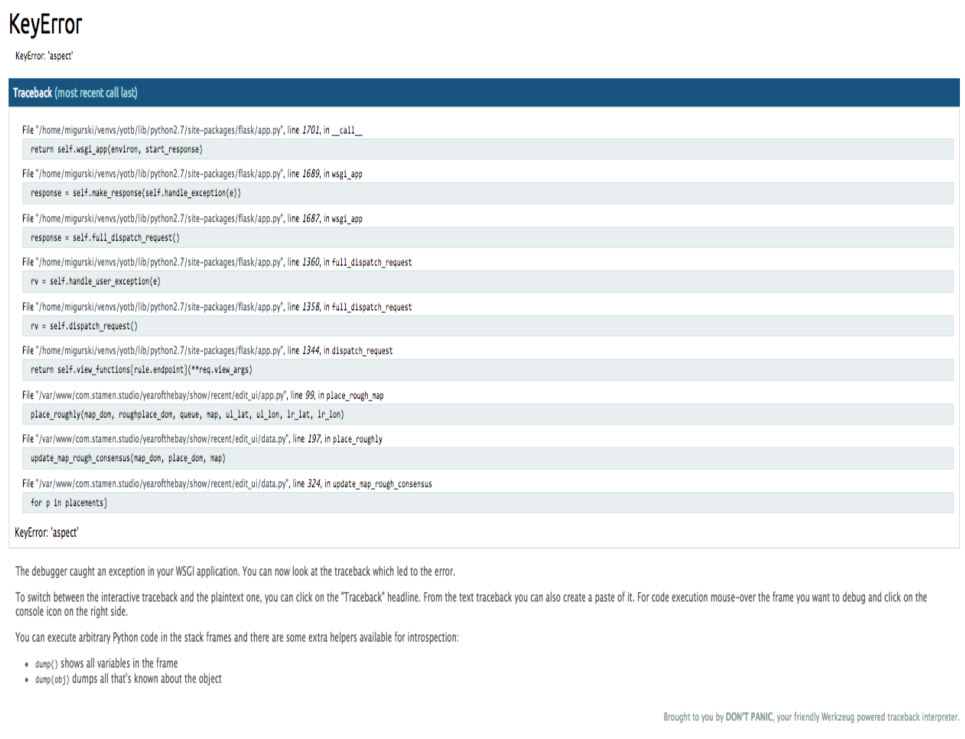 KeyError
KeyError: 'aspect'
Traceback (most recent call last)
File "/home/migurski/venvs/yotb/lib/python2.7/site-packages/flask/app.py", line 1701, in __call__
return self.wsgi_app(environ, start_response)
File "/home/migurski/venvs/yotb/lib/python2.7/site-packages/flask/app.py", line 1689, in wsgi_app
response = self.make_response(self.handle_exception(e))
File "/home/migurski/venvs/yotb/lib/python2.7/site-packages/flask/app.py", line 1687, in wsgi_app
response = self.full_dispatch_request()
File "/home/migurski/venvs/yotb/lib/python2.7/site-packages/flask/app.py", line 1360, in full_dispatch_request
rv = self.handle_user_exception(e)
File "/home/migurski/venvs/yotb/lib/python2.7/site-packages/flask/app.py", line 1358, in full_dispatch_request
rv = self.dispatch_request()
File "/home/migurski/venvs/yotb/lib/python2.7/site-packages/flask/app.py", line 1344, in dispatch_request
return self.view_functions[rule.endpoint](**req.view_args)
File "/var/www/com.stamen.studio/yearofthebay/show/recent/edit_ui/app.py", line 99, in place_rough_map
place_roughly(map_dom, roughplace_dom, queue, map, ul_lat, ul_lon, lr_lat, lr_lon)
File "/var/www/com.stamen.studio/yearofthebay/show/recent/edit_ui/data.py", line 197, in place_roughly
update_map_rough_consensus(map_dom, place_dom, map)
File "/var/www/com.stamen.studio/yearofthebay/show/recent/edit_ui/data.py", line 324, in update_map_rough_consensus
for p in placements]
KeyError: 'aspect'
The debugger caught an exception in your WSGI application. You can now look at the traceback which led to the error.
To switch between the interactive traceback and the plaintext one, you can click on the "Traceback" headline. From the text traceback you can also create a paste of it. For code execution mouse-over the frame you want to debug and click on the
console icon on the right side.
You can execute arbitrary Python code in the stack frames and there are some extra helpers available for introspection:
• dump() shows all variables in the frame
• dump(obj) dumps all that's known about the object
Brought to you by DON'T PANIC, your friendly Werkzeug powered traceback interpreter.